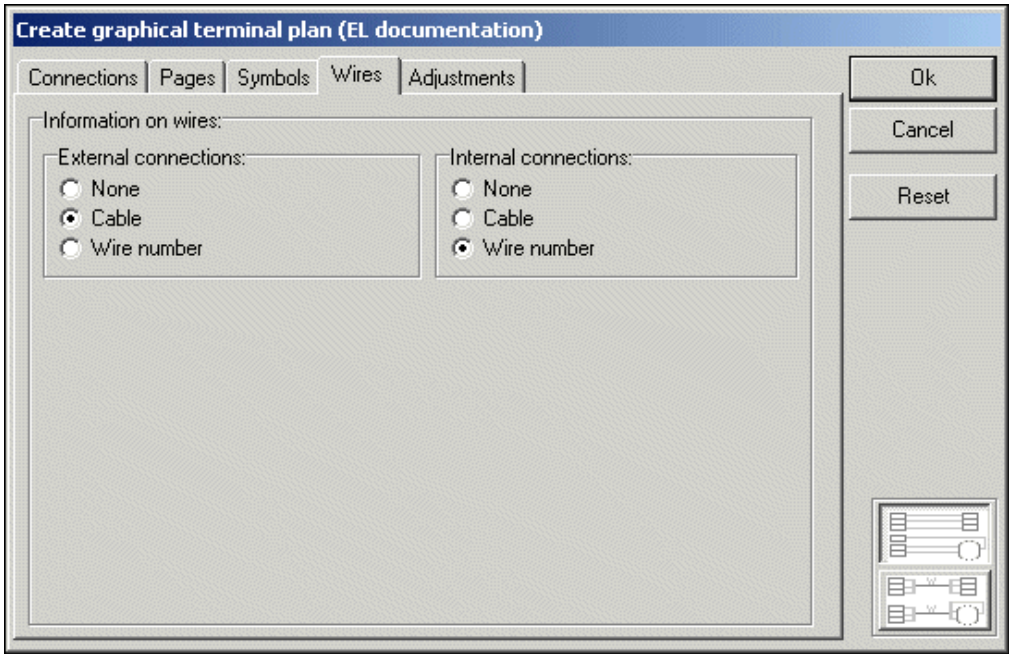 Create graphical terminal plan (EL documentation)
Connections Pages Symbols Wires Adjustments
Ok
Cancel
Reset
Information on wires:
External connections:
None
Cable
Wire number
Internal connections:
None
Cable
Wire number
W
W